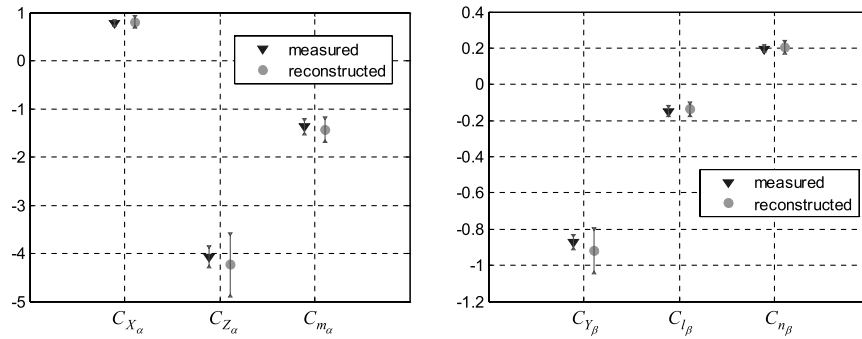 1
0
-1
-2
-3
-4
-5
measured
reconstructed
C_{X_α} C_{Z_α} C_{m_α}
0.4
0.2
0
-0.2
-0.4
-0.6
-0.8
-1
-1.2
measured
reconstructed
C_{Y_β} C_{l_β} C_{n_β}